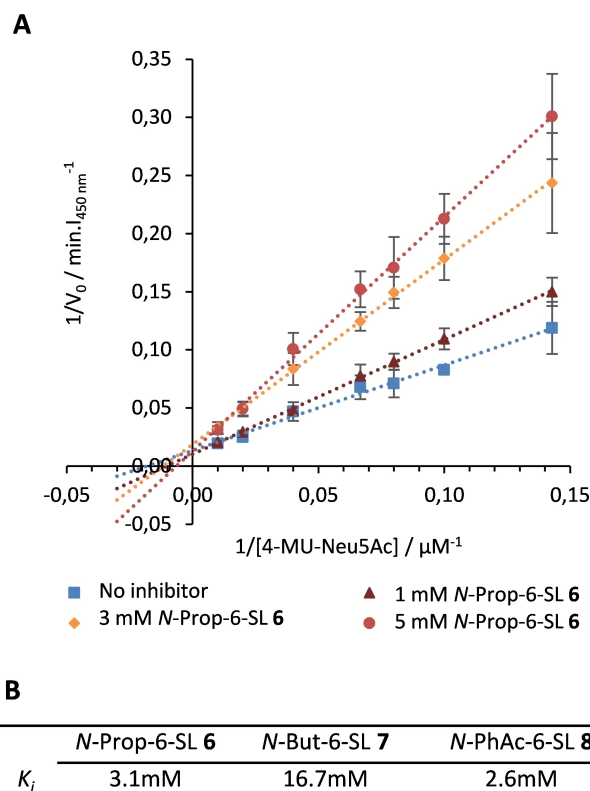 A
0,35
0,30
0,25
0,20
0,15
0,10
0,05
0,00
-0,05
-0,05 0,00 0,05 0,10 0,15
1/V0 / min.I450 nm-1
1/[4-MU-Neu5Ac] / µM-1
No inhibitor 1 mM N-Prop-6-SL 6
3 mM N-Prop-6-SL 6 5 mM N-Prop-6-SL 6
B
N-Prop-6-SL 6 N-But-6-SL 7 N-PhAc-6-SL 8
Ki 3.1mM 16.7mM 2.6mM